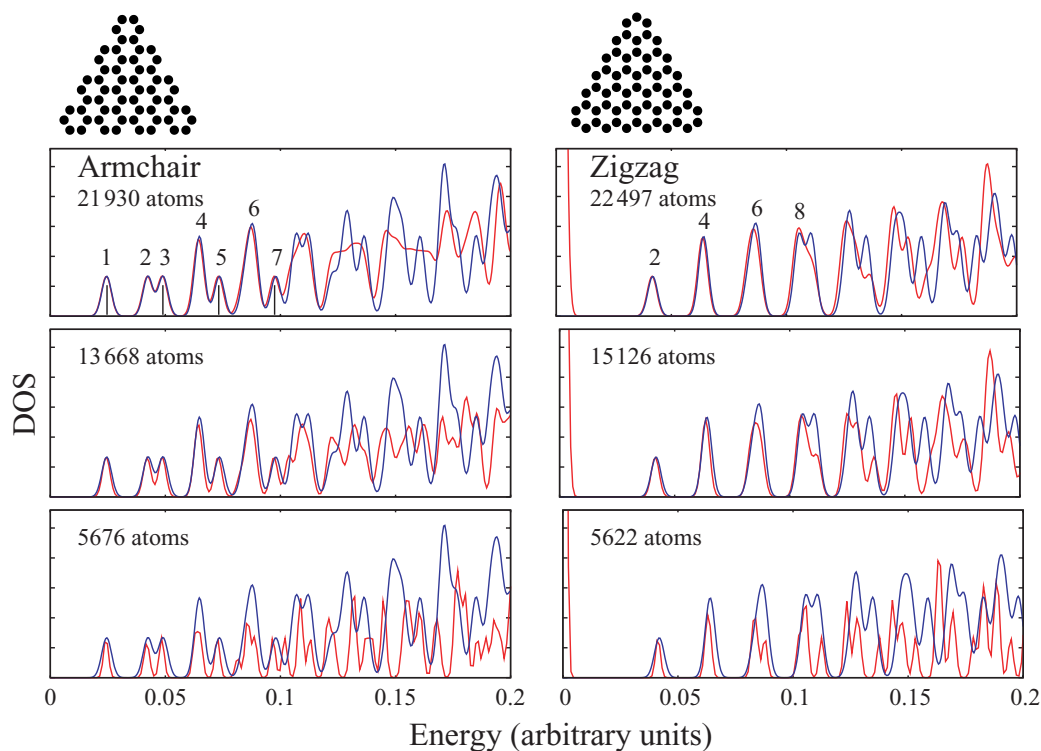 Armchair
21 930 atoms
1 2 3 4 5 6 7
Zigzag
22 497 atoms
2 4 6 8
13 668 atoms
15 126 atoms
DOS
5676 atoms
5622 atoms
0 0.05 0.1 0.15 0.2
0 0.05 0.1 0.15 0.2
Energy (arbitrary units)